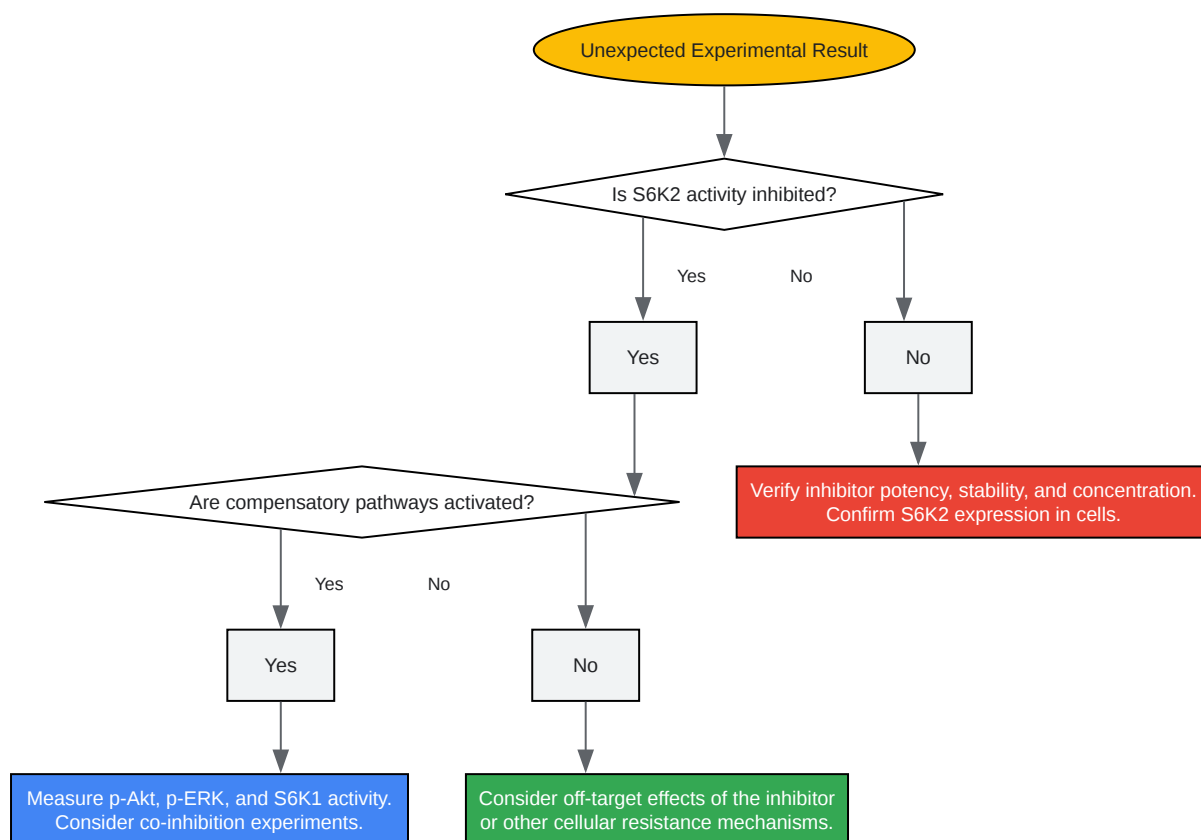 Unexpected Experimental Result
Is S6K2 activity inhibited?
Yes
No
Yes
No
Verify inhibitor potency, stability, and concentration.
Confirm S6K2 expression in cells.
Are compensatory pathways activated?
Yes
No
Yes
No
Measure p-Akt, p-ERK, and S6K1 activity.
Consider co-inhibition experiments.
Consider off-target effects of the inhibitor
or other cellular resistance mechanisms.